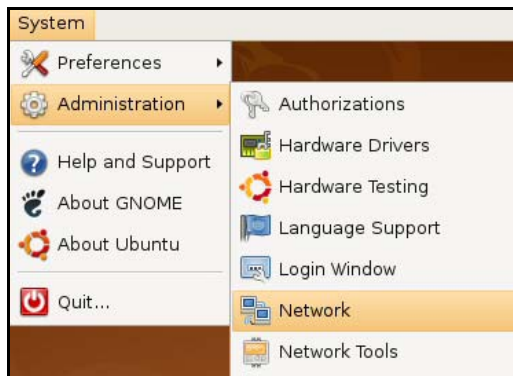 System
Preferences
Administration
Help and Support
About GNOME
About Ubuntu
Quit...
Authorizations
Hardware Drivers
Hardware Testing
Language Support
Login Window
Network
Network Tools